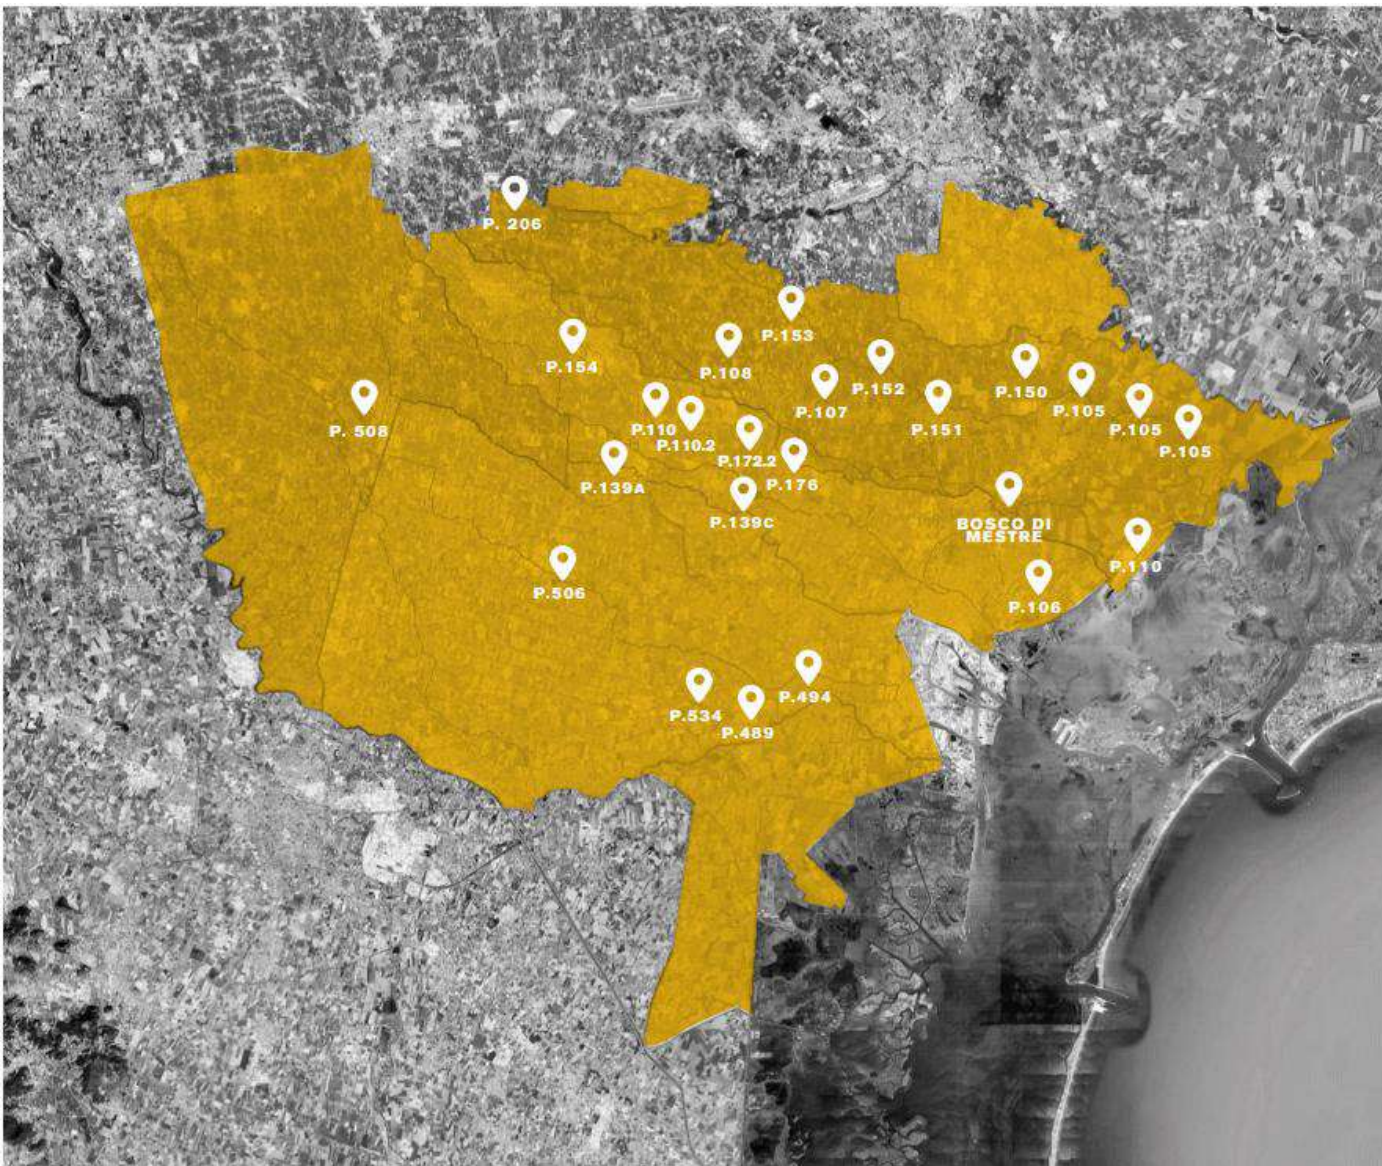 P. 206
P.153
P.154
P.108
P.152
P.150
P.107
P.105
P.151
P.110
P. 508
P.105
P.110.2
P.105
P.172.2
P.139A
P.176
P.139C
BOSCO DI
MESTRE
P.110
P.506
P.106
P.494
P.534
P.489